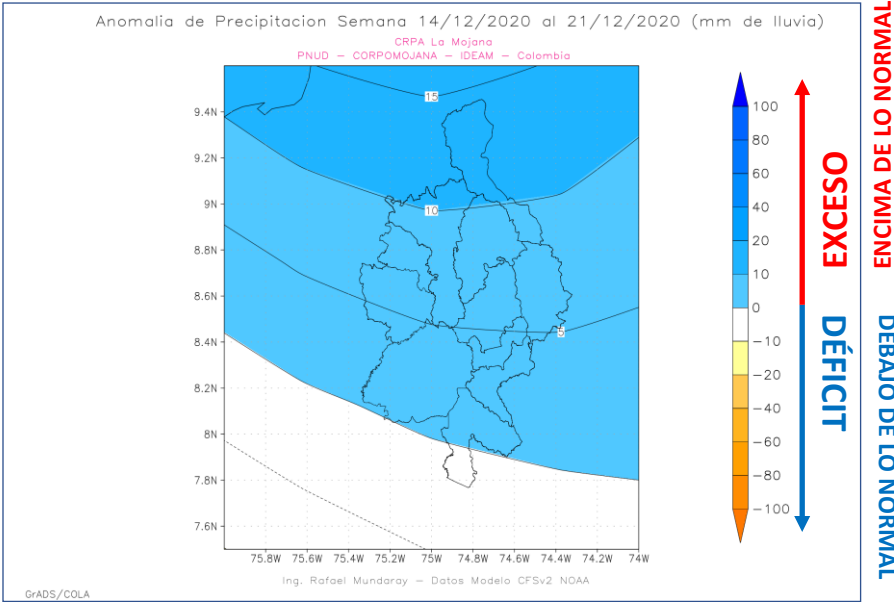 Anomalia de Precipitacion Semana 14/12/2020 al 21/12/2020 (mm de lluvia)
CRPA La Mojana
PNUD – CORPOMOJANA – IDEAM – Colombia
15
10
5
9.4N
9.2N
9N
8.8N
8.6N
8.4N
8.2N
8N
7.8N
7.6N
75.8W 75.6W 75.4W 75.2W 75W 74.8W 74.6W 74.4W 74.2W 74W
100
80
60
40
20
10
0
−10
−20
−40
−60
−80
−100
EXCESO
DÉFICIT
ENCIMA DE LO NORMAL
DEBAJO DE LO NORMAL
Ing. Rafael Mundaray – Datos Modelo CFSv2 NOAA
GrADS/COLA